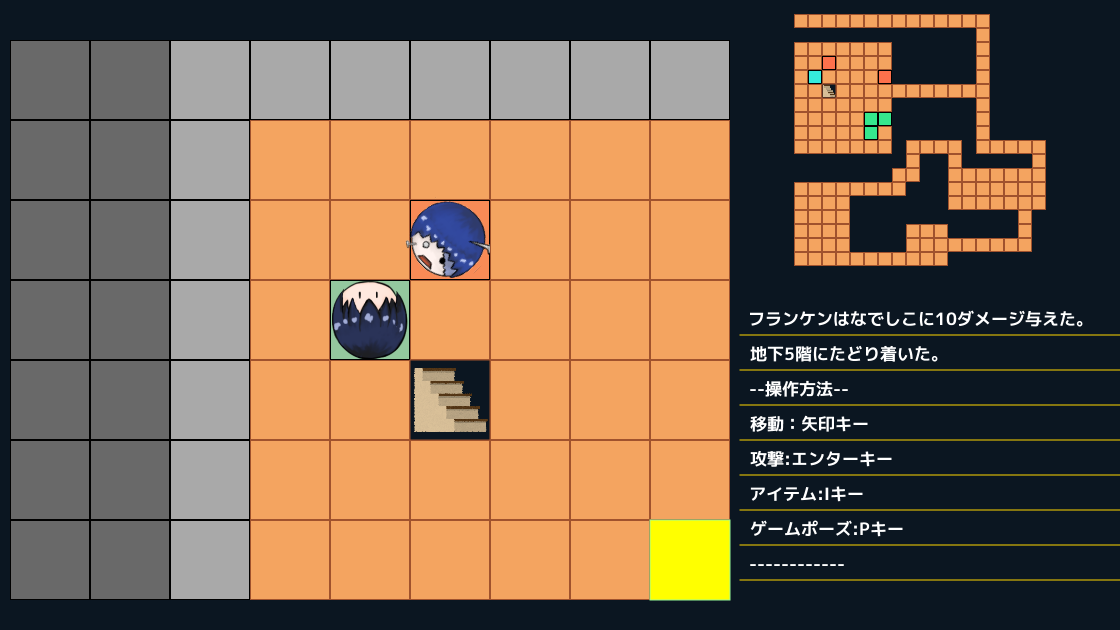 フランケンはなでしこに10ダメージ与えた。
地下5階にたどり着いた。
--操作方法--
移動：矢印キー
攻撃:エンターキー
アイテム:Iキー
ゲームポーズ:Pキー
------------